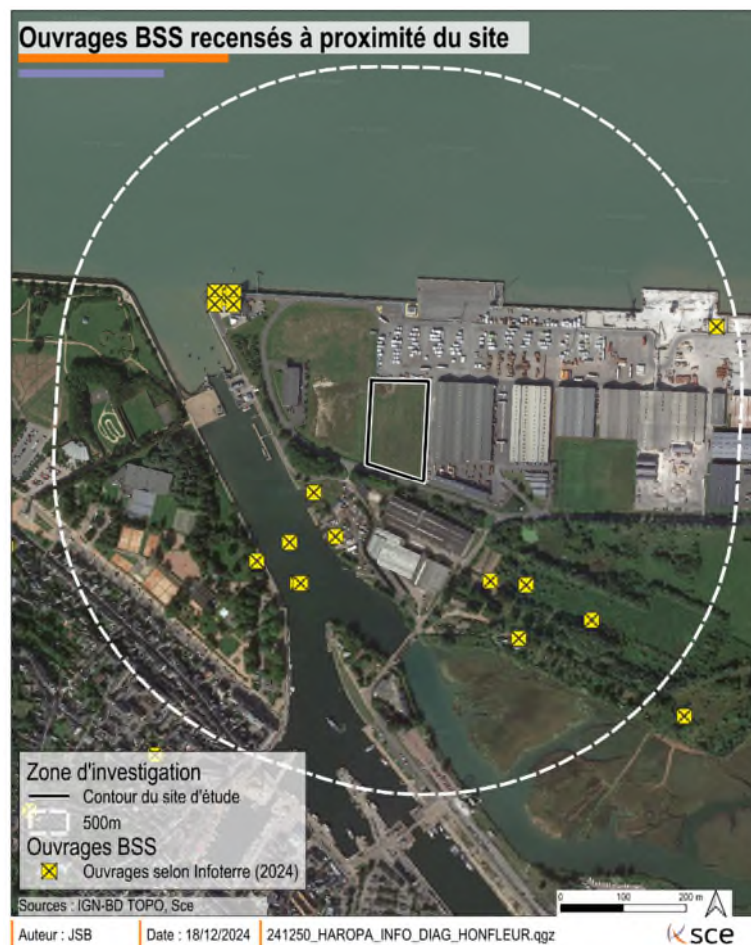 Ouvrages BSS recensés à proximité du site
Zone d'investigation
Contour du site d'étude
500m
Ouvrages BSS
Ouvrages selon Infoterre (2024)
Sources : IGN-BD TOPO, Sce
0 100 200 m
Auteur : JSB Date : 18/12/2024 241250_HAROPA_INFO_DIAG_HONFLEUR.qgz
sce